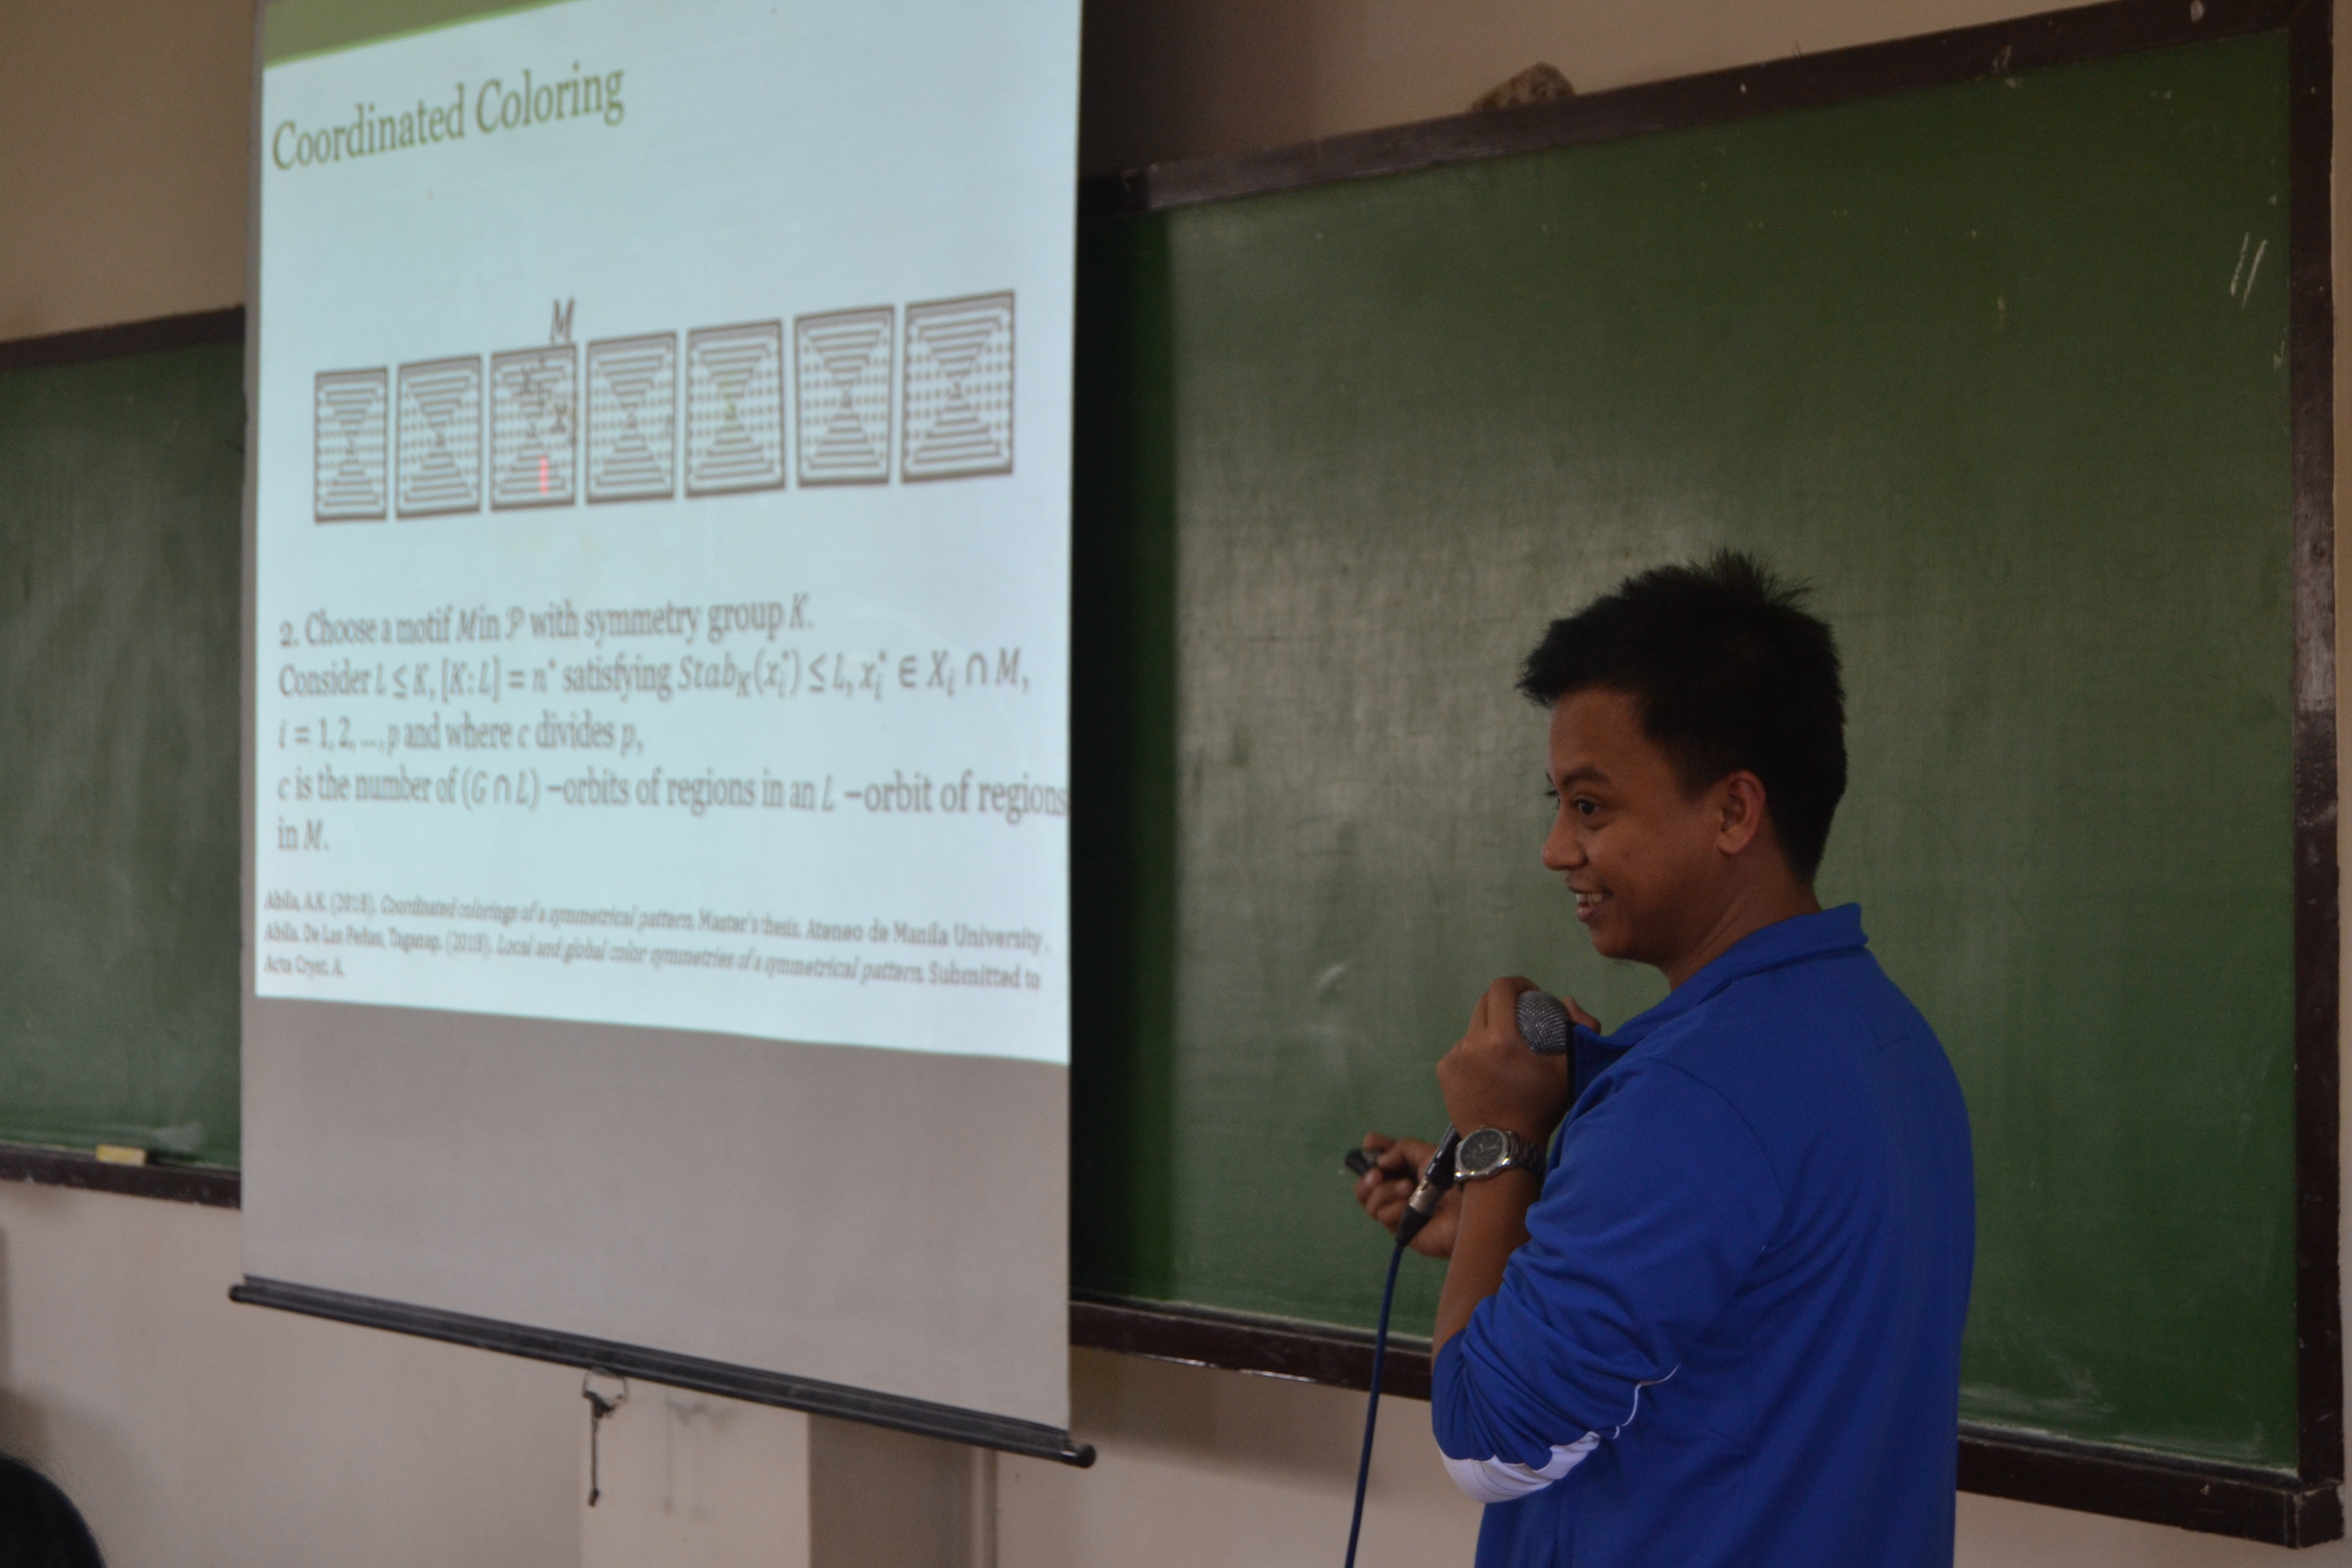 Coordinated Coloring
M
2. Choose a motif M in 𝒫 with symmetry group K.
Consider L ≤ K, [K: L] = n* satisfying Stab_K(x_i*) ≤ L, x_i* ∈ X_i ∩ M,
i = 1, 2, ..., p and where c divides p,
c is the number of (G ∩ L) –orbits of regions in an L –orbit of regions
in M.
Abila, A.K. (2018). Coordinated colorings of a symmetrical pattern. Master's thesis. Ateneo de Manila University.
Abila, De Las Peñas, Taganap. (2018). Local and global color symmetries of a symmetrical pattern. Submitted to
Acta Cryst. A.